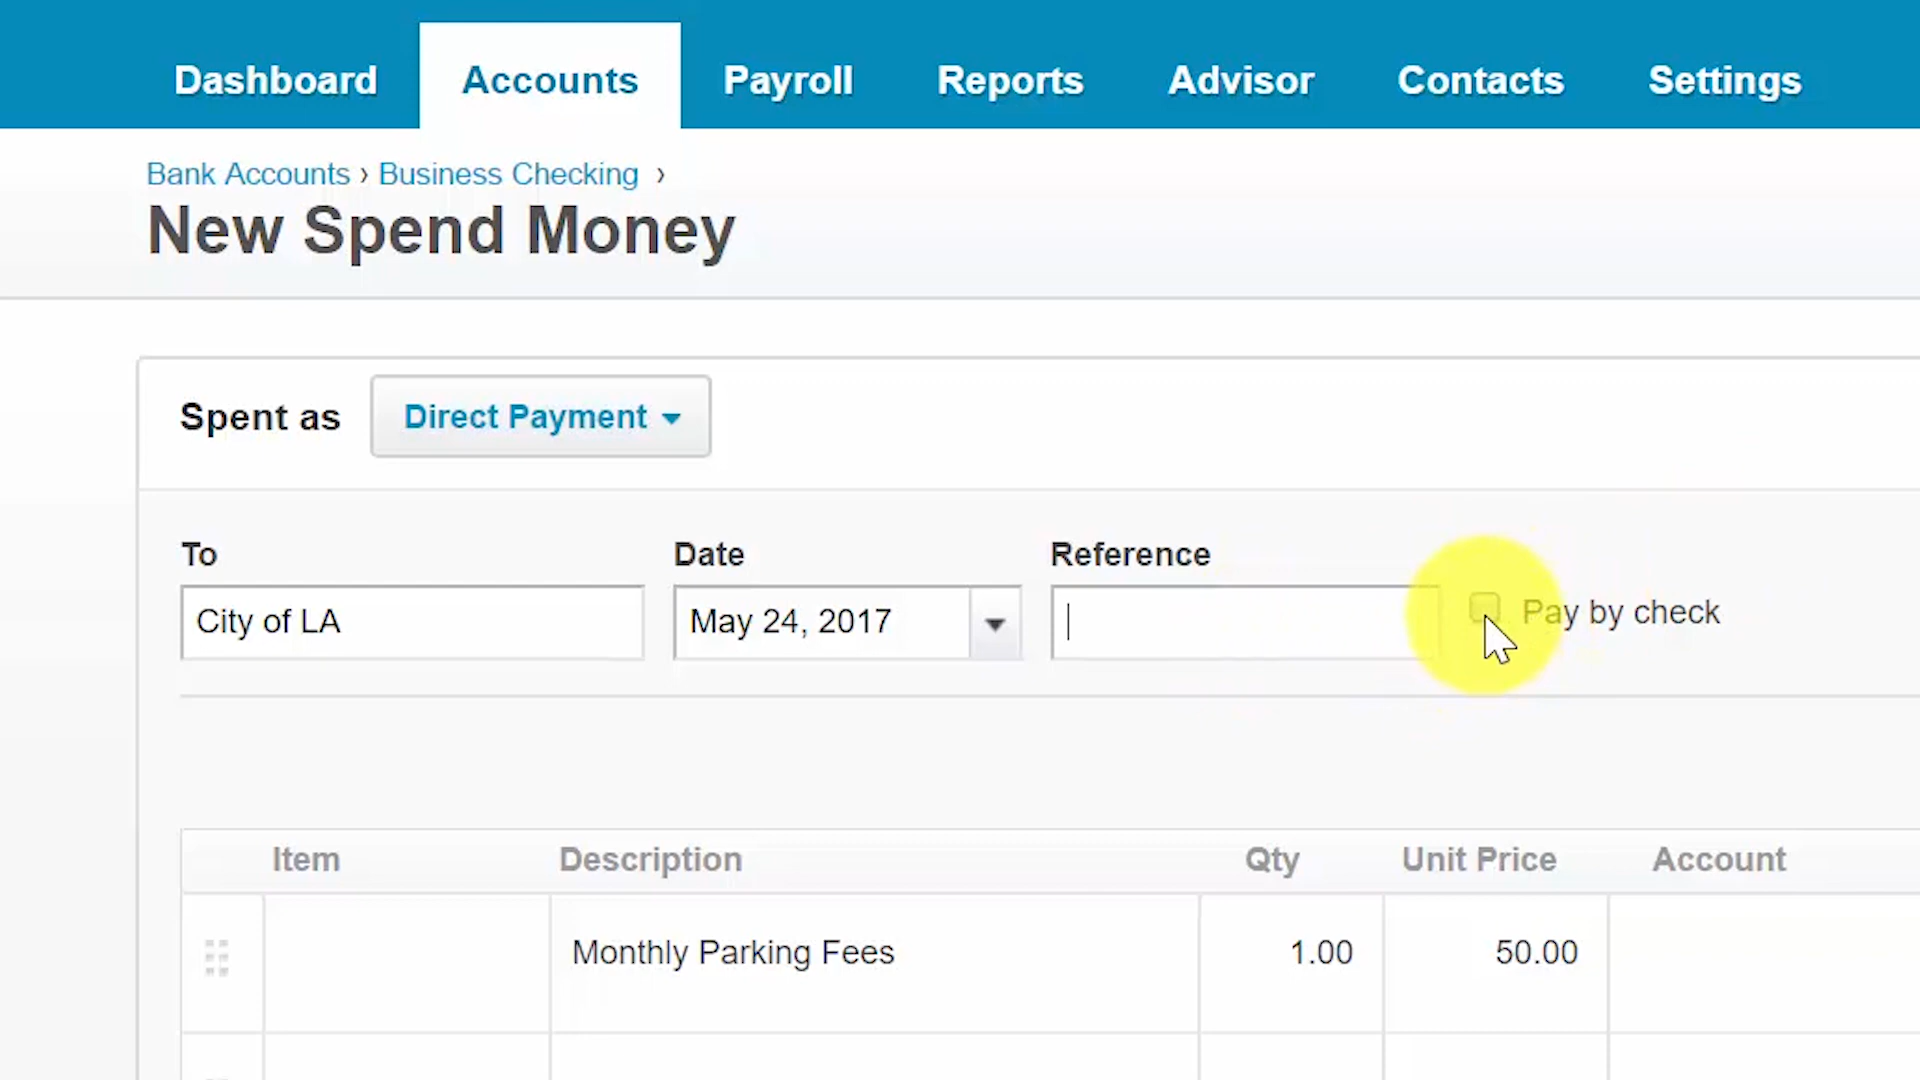 Dashboard Accounts Payroll Reports Advisor Contacts Settings
Bank Accounts › Business Checking ›
New Spend Money
Spent as Direct Payment
To Date Reference
City of LA May 24, 2017 Pay by check
Item Description Qty Unit Price Account
Monthly Parking Fees 1.00 50.00